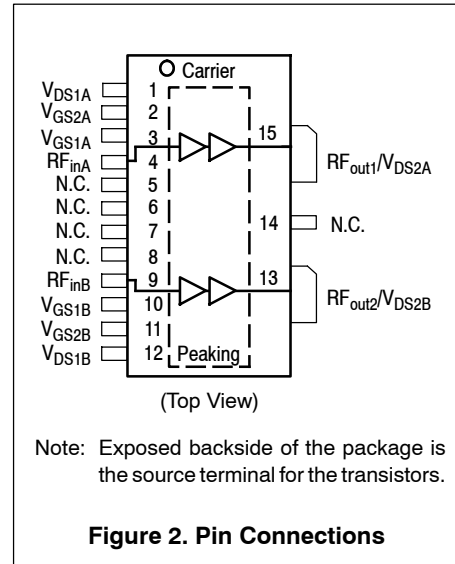 Carrier
V_DS1A 1
V_GS2A 2
V_GS1A 3
15
RF_inA 4
RF_out1/V_DS2A
N.C. 5
N.C. 6
N.C. 7
14 N.C.
N.C. 8
RF_inB 9
13
V_GS1B 10
RF_out2/V_DS2B
V_GS2B 11
V_DS1B 12 Peaking
(Top View)
Note: Exposed backside of the package is
the source terminal for the transistors.
Figure 2. Pin Connections